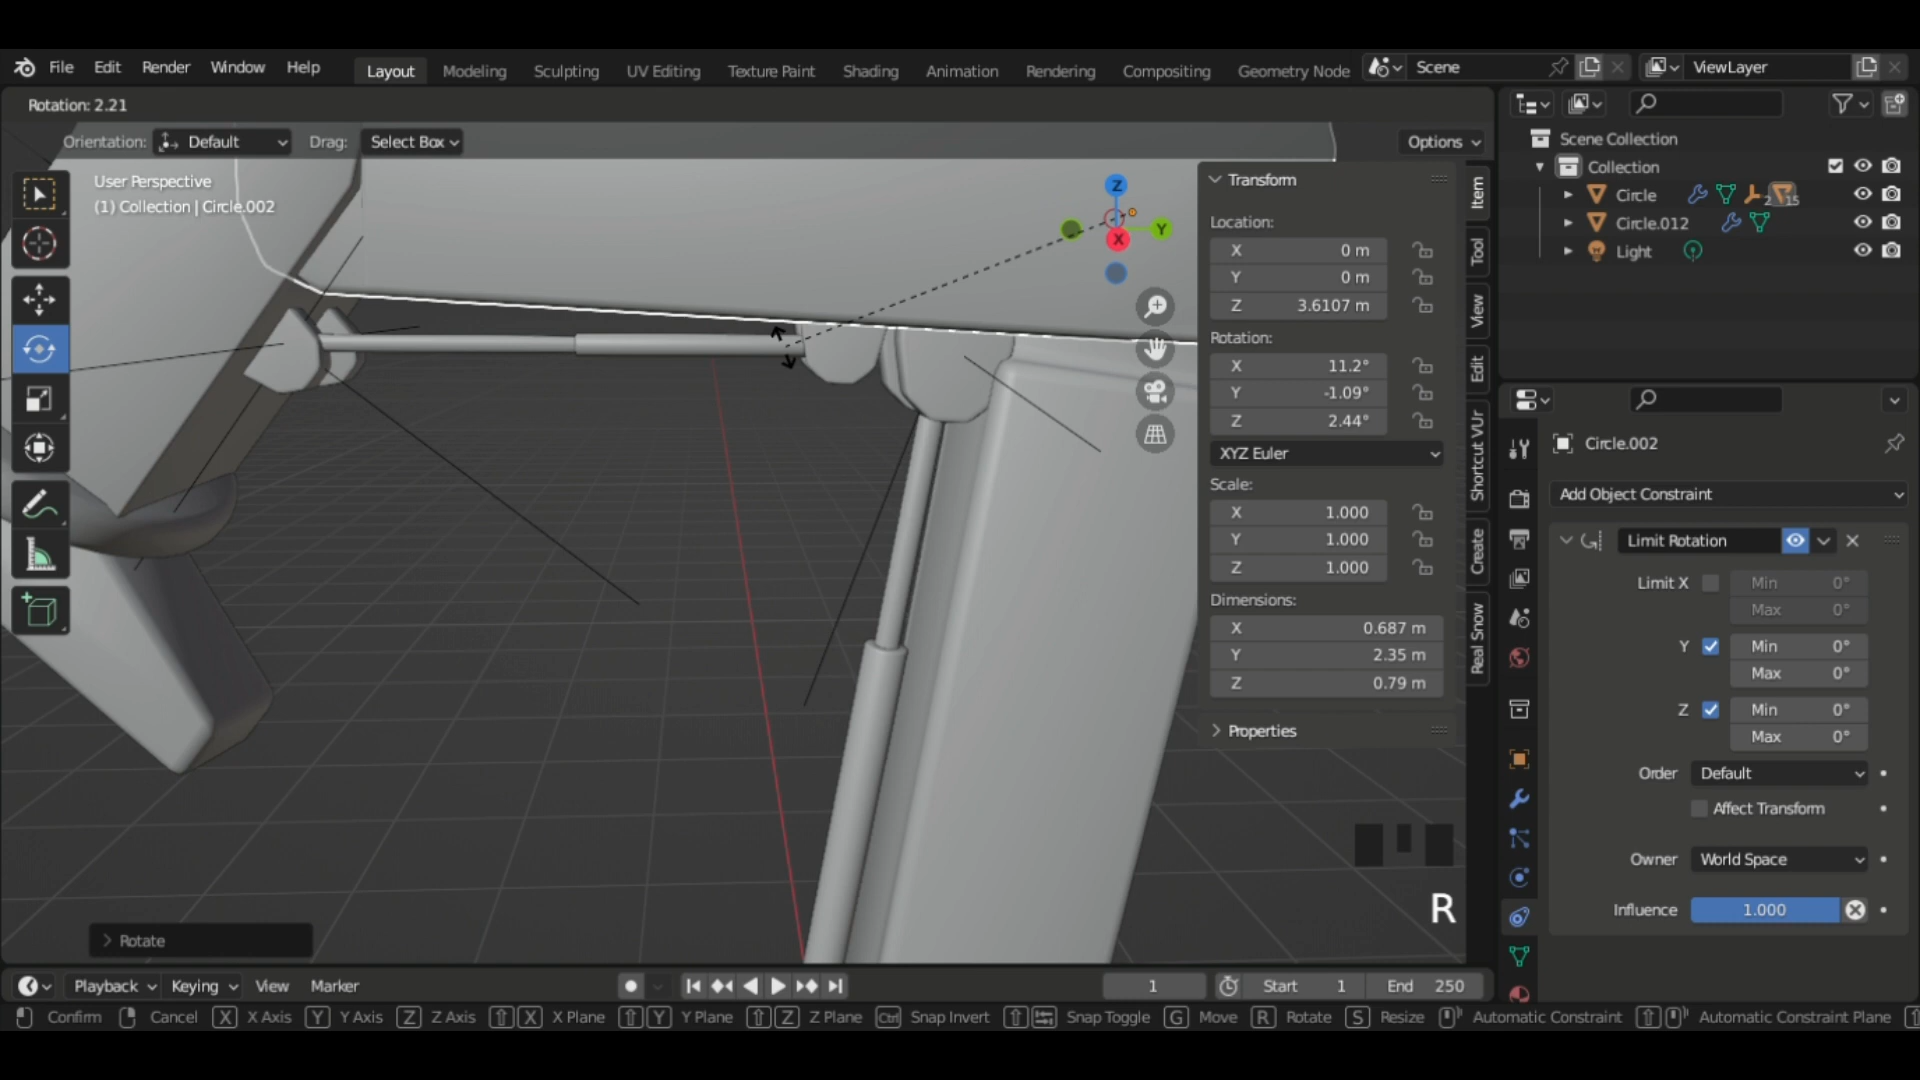 File Edit Render Window Help Layout Modeling Sculpting UV Editing Texture Paint Shading Animation Rendering Compositing Geometry Node Scene ViewLayer
Rotation: 2.21
Orientation: Default Drag: Select Box Options
User Perspective
(1) Collection | Circle.002
Z
Y
X
Transform
Location:
X 0 m
Y 0 m
Z 3.6107 m
Rotation:
X 11.2°
Y -1.09°
Z 2.44°
XYZ Euler
Scale:
X 1.000
Y 1.000
Z 1.000
Dimensions:
X 0.687 m
Y 2.35 m
Z 0.79 m
Properties
Item
Tool
View
Edit
Shortcut VUr
Create
Real Snow
Scene Collection
Collection
Circle 2 15
Circle.012
Light
Circle.002
Add Object Constraint
Limit Rotation
Limit X Min 0°
Max 0°
Y Min 0°
Max 0°
Z Min 0°
Max 0°
Order Default
Affect Transform
Owner World Space
Influence 1.000
R
Rotate
Playback Keying View Marker 1 Start 1 End 250
Confirm Cancel X X Axis Y Y Axis Z Z Axis X X Plane Y Y Plane Z Z Plane Ctrl Snap Invert Snap Toggle G Move R Rotate S Resize Automatic Constraint Automatic Constraint Plane